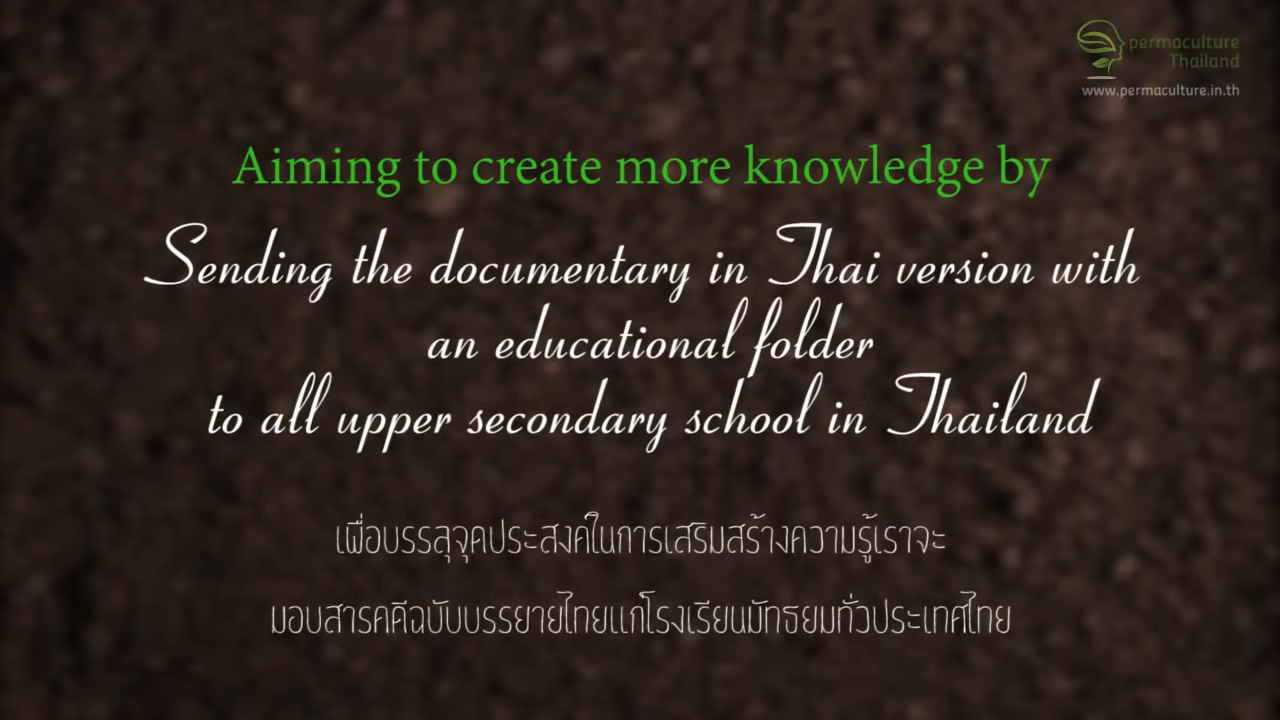 permaculture
Thailand
www.permaculture.in.th
Aiming to create more knowledge by
Sending the documentary in Thai version with
an educational folder
to all upper secondary school in Thailand
เพื่อบรรลุจุดประสงค์ในการเสริมสร้างความรู้เราจะ
มอบสารคดีฉบับบรรยายไทยแก่โรงเรียนมัทธยมทั่วประเทศไทย